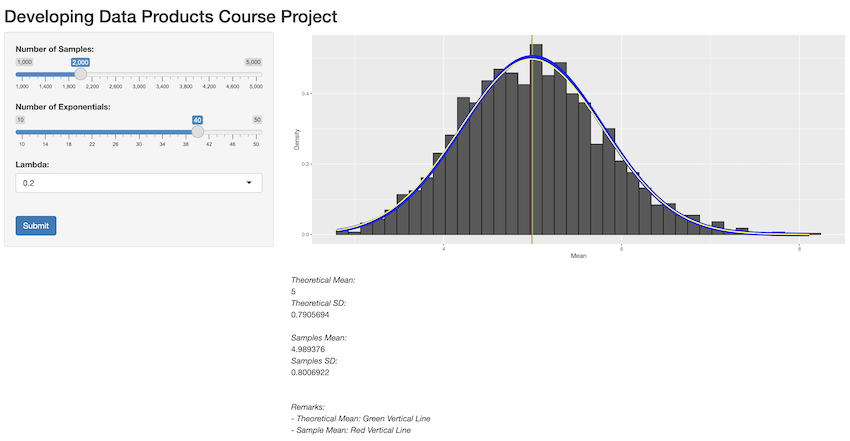 Developing Data Products Course Project
Number of Samples:
1,000 2,000 5,000
1,000 1,400 1,800 2,200 2,600 3,000 3,400 3,800 4,200 4,600 5,000
Number of Exponentials:
10 40 50
10 14 18 22 26 30 34 38 42 46 50
Lambda:
0.2
Submit
Density
0.4
0.2
0.0
4 6 8
Mean
Theoretical Mean:
5
Theoretical SD:
0.7905694
Samples Mean:
4.989376
Samples SD:
0.8006922
Remarks:
- Theoretical Mean: Green Vertical Line
- Sample Mean: Red Vertical Line